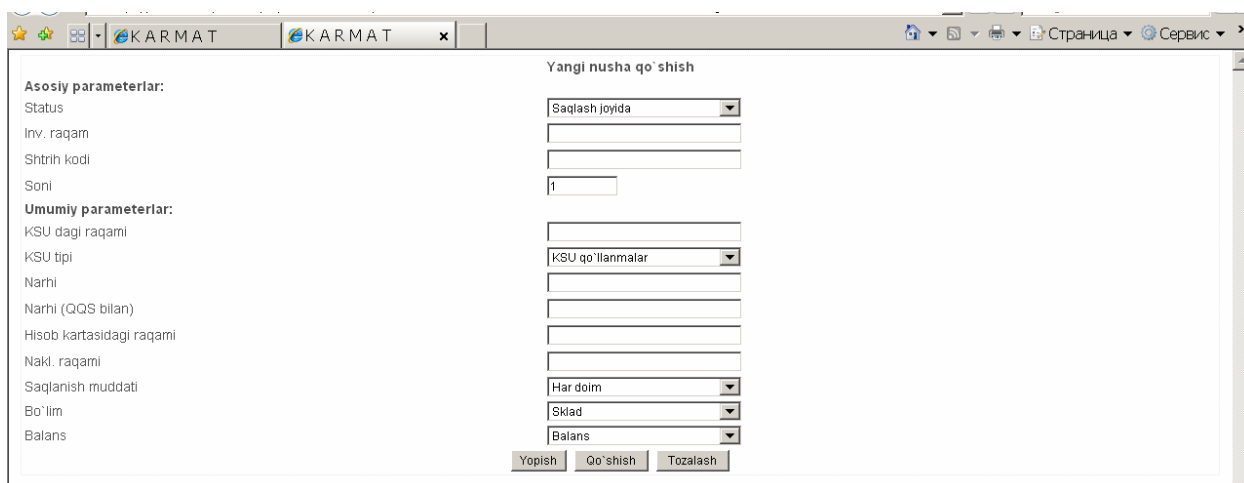 KARMAT KARMAT x Страница Сервис
Yangi nusha qo`shish
Asosiy parameterlar:
Status Saqlash joyida
Inv. raqam
Shtrih kodi
Soni 1
Umumiy parameterlar:
KSU dagi raqami
KSU tipi KSU qo`llanmalar
Narhi
Narhi (QQS bilan)
Hisob kartasidagi raqami
Nakl. raqami
Saqlanish muddati Har doim
Bo`lim Sklad
Balans Balans
Yopish Qo`shish Tozalash